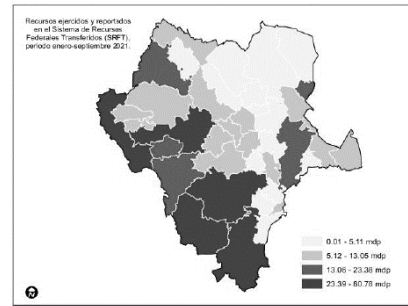 Recursos ejercidos y reportados
en el Sistema de Recursos
Federales Transferidos (SRFT),
periodo enero-septiembre 2021.
0.01 - 5.11 mdp
5.12 - 13.05 mdp
13.06 - 23.38 mdp
23.39 - 80.78 mdp